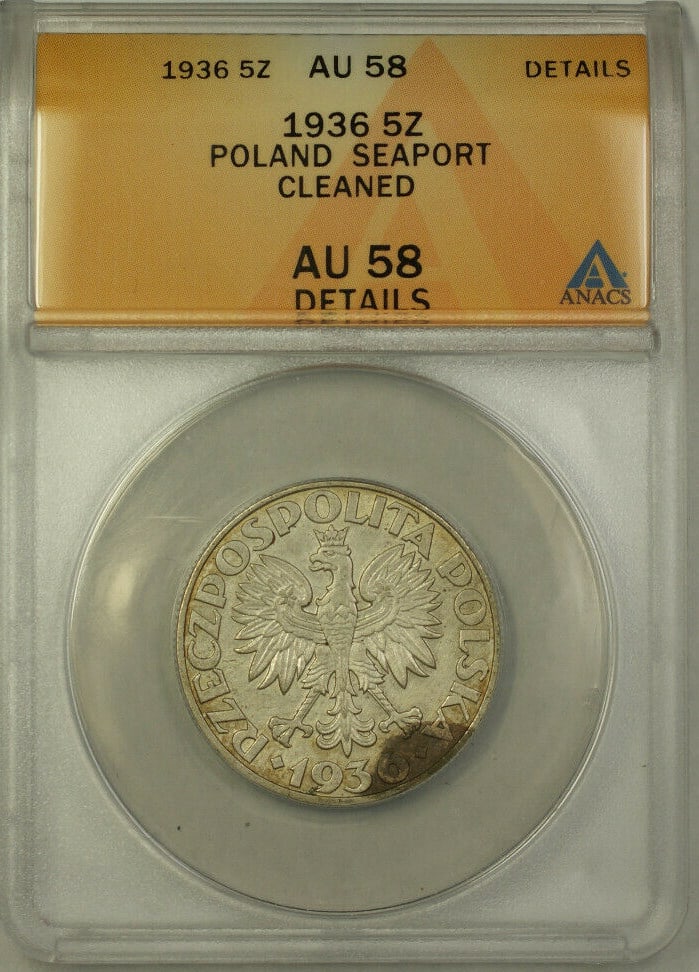 1936 5Z AU 58 DETAILS
1936 5Z
POLAND SEAPORT
CLEANED
AU 58
DETAILS
ANACS
RZECZPOSPOLITA POLSKA
1936